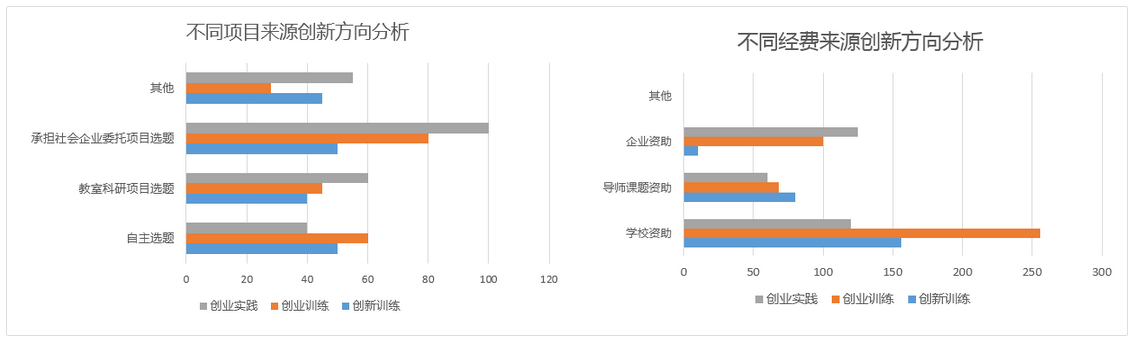 不同项目来源创新方向分析
其他
承担社会企业委托项目选题
教室科研项目选题
自主选题
0 20 40 60 80 100 120
创业实践 创业训练 创新训练
不同经费来源创新方向分析
其他
企业资助
导师课题资助
学校资助
0 50 100 150 200 250 300
创业实践 创业训练 创新训练